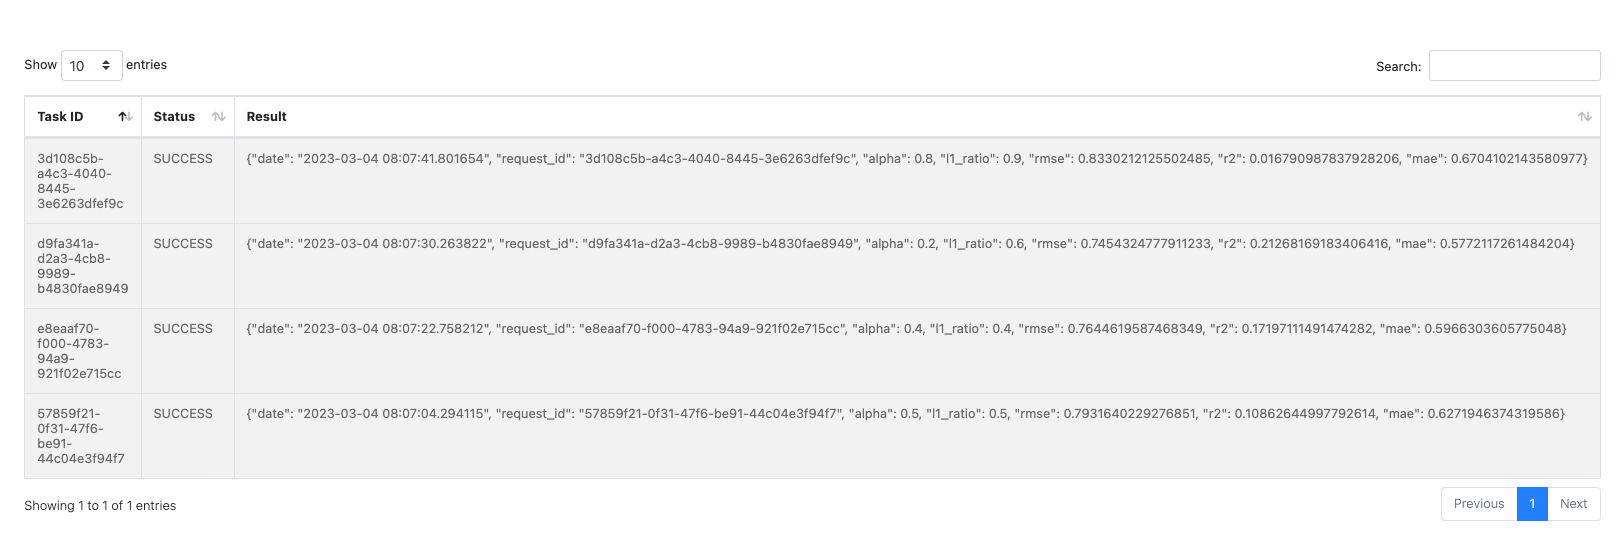 Show 10 entries
Search:
Task ID Status Result
3d108c5b- SUCCESS {"date": "2023-03-04 08:07:41.801654", "request_id": "3d108c5b-a4c3-4040-8445-3e6263dfef9c", "alpha": 0.8, "l1_ratio": 0.9, "rmse": 0.8330212125502485, "r2": 0.016790987837928206, "mae": 0.6704102143580977}
a4c3-4040-
8445-
3e6263dfef9c
d9fa341a- SUCCESS {"date": "2023-03-04 08:07:30.263822", "request_id": "d9fa341a-d2a3-4cb8-9989-b4830fae8949", "alpha": 0.2, "l1_ratio": 0.6, "rmse": 0.7454324777911233, "r2": 0.21268169183406416, "mae": 0.5772117261484204}
d2a3-4cb8-
9989-
b4830fae8949
e8eaaf70- SUCCESS {"date": "2023-03-04 08:07:22.758212", "request_id": "e8eaaf70-f000-4783-94a9-921f02e715cc", "alpha": 0.4, "l1_ratio": 0.4, "rmse": 0.7644619587468349, "r2": 0.17197111491474282, "mae": 0.5966303605775048}
f000-4783-
94a9-
921f02e715cc
57859f21- SUCCESS {"date": "2023-03-04 08:07:04.294115", "request_id": "57859f21-0f31-47f6-be91-44c04e3f94f7", "alpha": 0.5, "l1_ratio": 0.5, "rmse": 0.7931640229276851, "r2": 0.10862644997792614, "mae": 0.6271946374319586}
0f31-47f6-
be91-
44c04e3f94f7
Showing 1 to 1 of 1 entries
Previous 1 Next